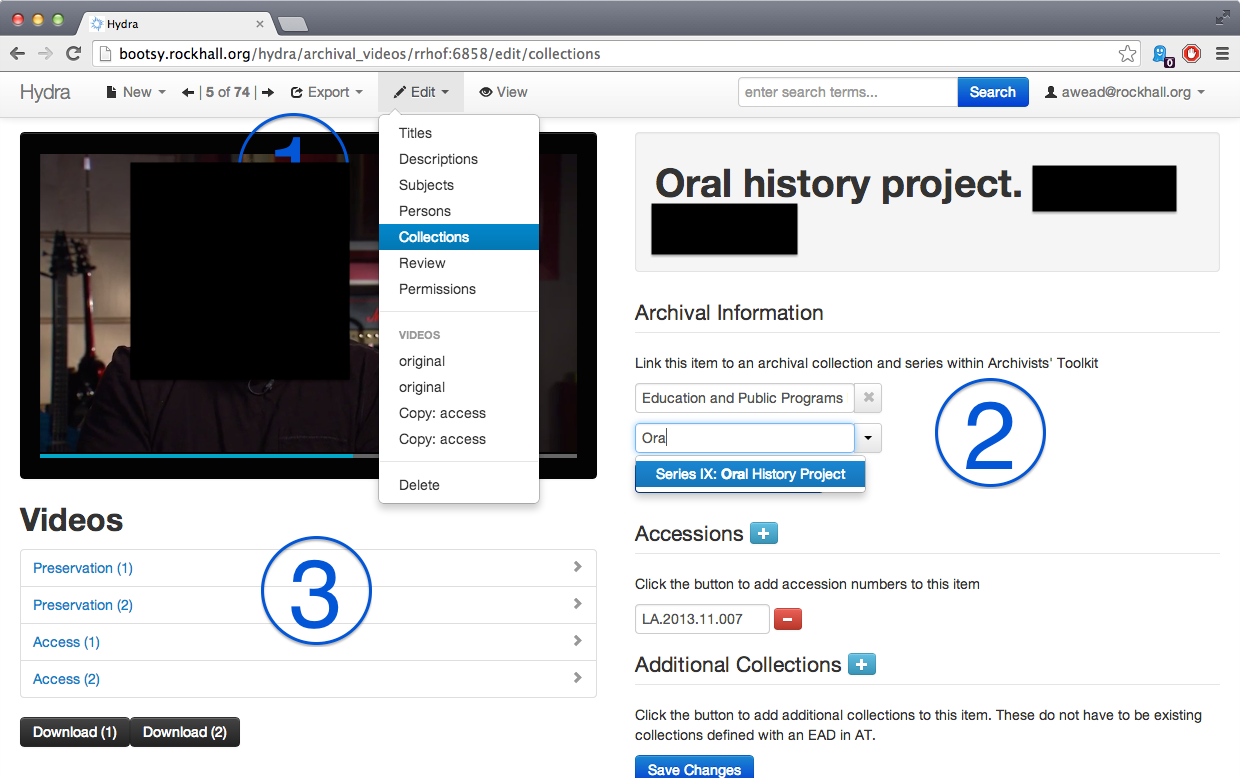 Hydra
bootsy.rockhall.org/hydra/archival_videos/rrhof:6858/edit/collections
0
Hydra New | 5 of 74 | Export Edit View enter search terms... Search awead@rockhall.org
1
Titles
Descriptions
Subjects
Persons
Collections
Review
Permissions
VIDEOS
original
original
Copy: access
Copy: access
Delete
Videos
Preservation (1)
Preservation (2)
Access (1)
Access (2)
3
Download (1) Download (2)
Oral history project.
Archival Information
Link this item to an archival collection and series within Archivists' Toolkit
Education and Public Programs
Ora
Series IX: Oral History Project
2
Accessions
Click the button to add accession numbers to this item
LA.2013.11.007
Additional Collections
Click the button to add additional collections to this item. These do not have to be existing
collections defined with an EAD in AT.
Save Changes